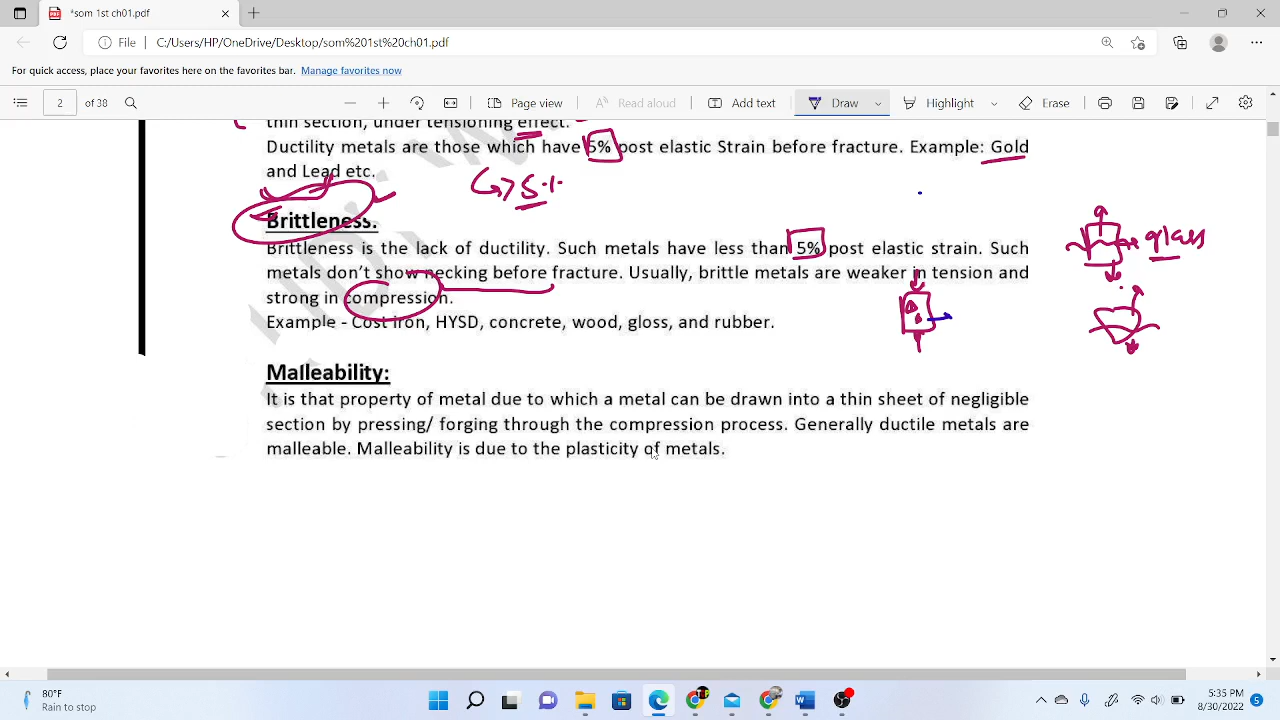 *som 1st ch01.pdf
File
C:/Users/HP/OneDrive/Desktop/som%201st%20ch01.pdf
For quick access, place your favorites here on the favorites bar. Manage favorites now
2 of 38
Page view
Read aloud
Add text
Draw
Highlight
Erase
thin section, under tensioning effect.
Ductility metals are those which have 5% post elastic Strain before fracture. Example: Gold
and Lead etc.
Brittleness:
Brittleness is the lack of ductility. Such metals have less than 5% post elastic strain. Such
metals don't show necking before fracture. Usually, brittle metals are weaker in tension and
strong in compression.
Example - Cost iron, HYSD, concrete, wood, gloss, and rubber.
glass
Malleability:
It is that property of metal due to which a metal can be drawn into a thin sheet of negligible
section by pressing/ forging through the compression process. Generally ductile metals are
malleable. Malleability is due to the plasticity of metals.
80°F
Rain to stop
5:35 PM
8/30/2022
5